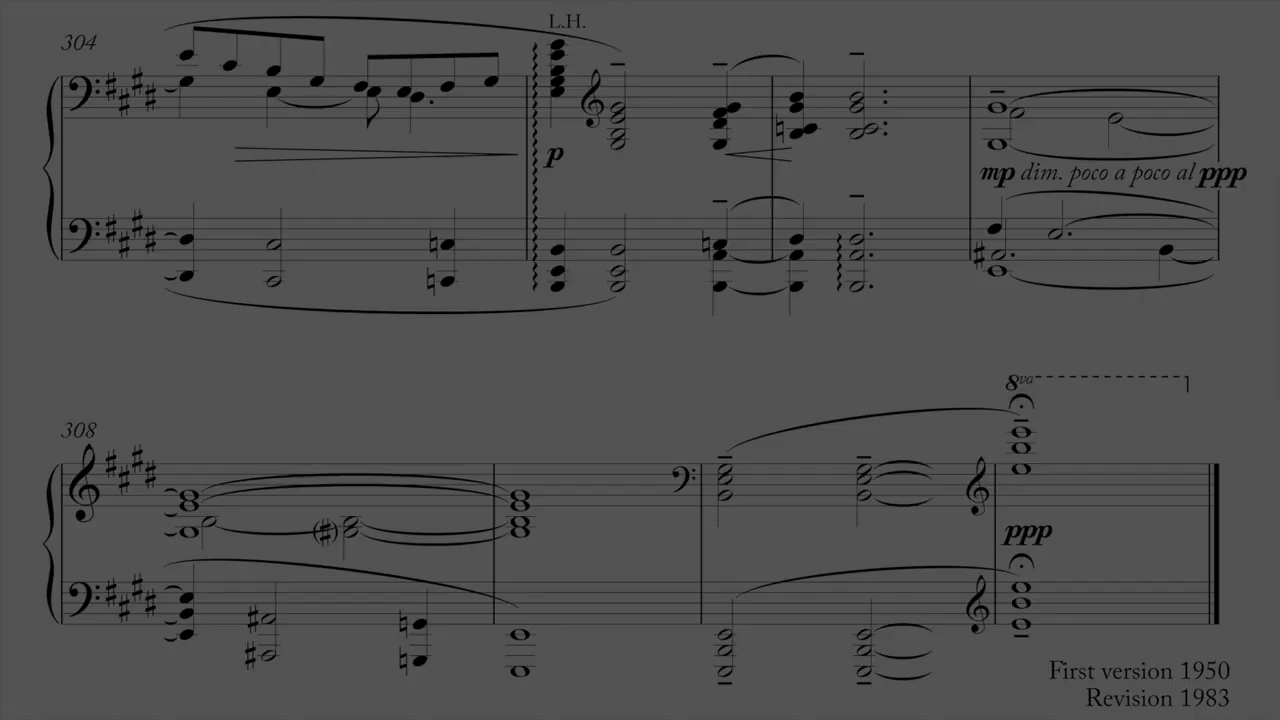 304
L.H.
p
mp dim. poco a poco al ppp
308
8va
ppp
First version 1950
Revision 1983